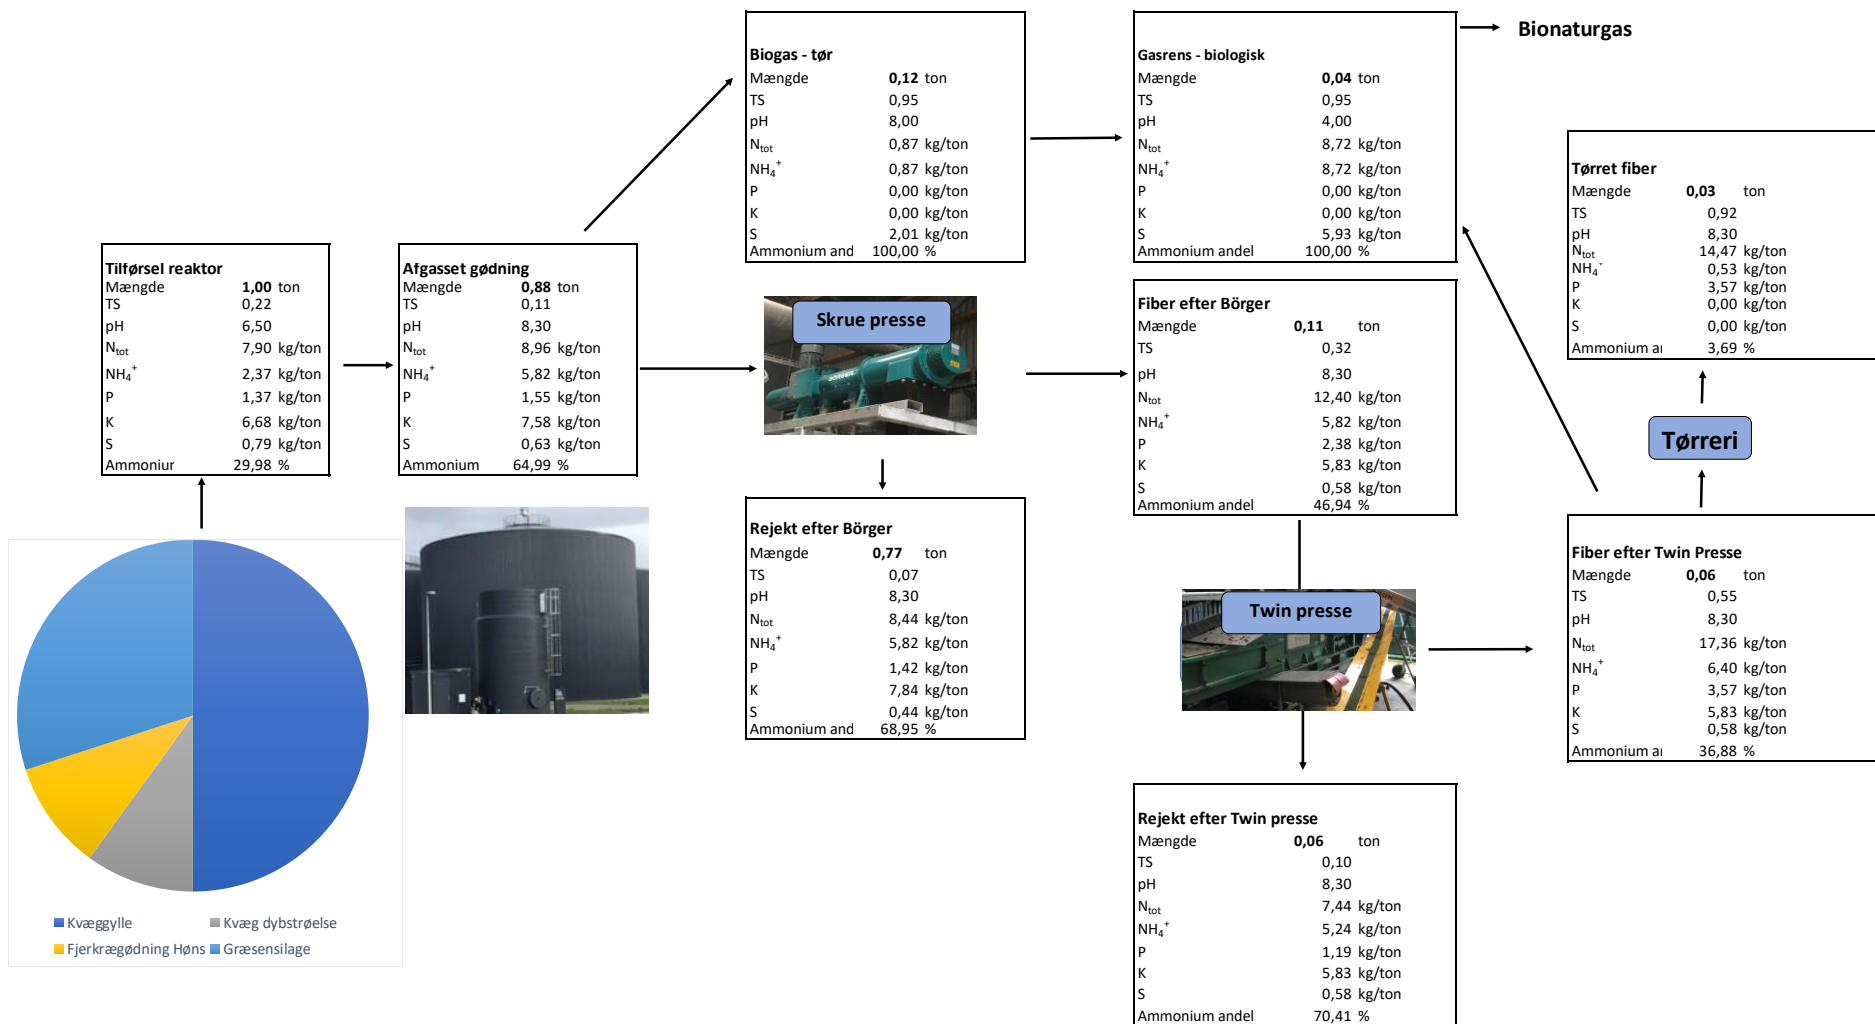 Bionaturgas
Biogas - tør
Mængde 0,12 ton
TS 0,95
pH 8,00
Ntot 0,87 kg/ton
NH4+ 0,87 kg/ton
P 0,00 kg/ton
K 0,00 kg/ton
S 2,01 kg/ton
Ammonium and 100,00 %
Gasrens - biologisk
Mængde 0,04 ton
TS 0,95
pH 4,00
Ntot 8,72 kg/ton
NH4+ 8,72 kg/ton
P 0,00 kg/ton
K 0,00 kg/ton
S 5,93 kg/ton
Ammonium andel 100,00 %
Tørret fiber
Mængde 0,03 ton
TS 0,92
pH 8,30
Ntot 14,47 kg/ton
NH4+ 0,53 kg/ton
P 3,57 kg/ton
K 0,00 kg/ton
S 0,00 kg/ton
Ammonium 3,69 %
Tilførsel reaktor
Mængde 1,00 ton
TS 0,22
pH 6,50
Ntot 7,90 kg/ton
NH4+ 2,37 kg/ton
P 1,37 kg/ton
K 6,68 kg/ton
S 0,79 kg/ton
Ammoniur 29,98 %
Afgasset gødning
Mængde 0,88 ton
TS 0,11
pH 8,30
Ntot 8,96 kg/ton
NH4+ 5,82 kg/ton
P 1,55 kg/ton
K 7,58 kg/ton
S 0,63 kg/ton
Ammonium 64,99 %
Skrue presse
BÖRGER
Fiber efter Börger
Mængde 0,11 ton
TS 0,32
pH 8,30
Ntot 12,40 kg/ton
NH4+ 5,82 kg/ton
P 2,38 kg/ton
K 5,83 kg/ton
S 0,58 kg/ton
Ammonium andel 46,94 %
Tørreri
Rejekt efter Börger
Mængde 0,77 ton
TS 0,07
pH 8,30
Ntot 8,44 kg/ton
NH4+ 5,82 kg/ton
P 1,42 kg/ton
K 7,84 kg/ton
S 0,44 kg/ton
Ammonium and 68,95 %
Twin presse
Fiber efter Twin Presse
Mængde 0,06 ton
TS 0,55
pH 8,30
Ntot 17,36 kg/ton
NH4+ 6,40 kg/ton
P 3,57 kg/ton
K 5,83 kg/ton
S 0,58 kg/ton
Ammonium 36,88 %
Rejekt efter Twin presse
Mængde 0,06 ton
TS 0,10
pH 8,30
Ntot 7,44 kg/ton
NH4+ 5,24 kg/ton
P 1,19 kg/ton
K 5,83 kg/ton
S 0,58 kg/ton
Ammonium andel 70,41 %
Kvæggylle Kvæg dybstrøelse
Fjerkrægødning Høns Græsensilage